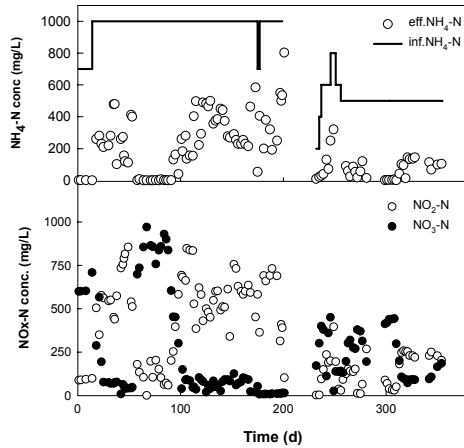 1000
800
600
400
200
0
NH₄-N conc (mg/L)
eff.NH₄-N
inf.NH₄-N
1000
750
500
250
0
NOx-N conc. (mg/L)
NO₂-N
NO₃-N
0
100
200
300
Time (d)